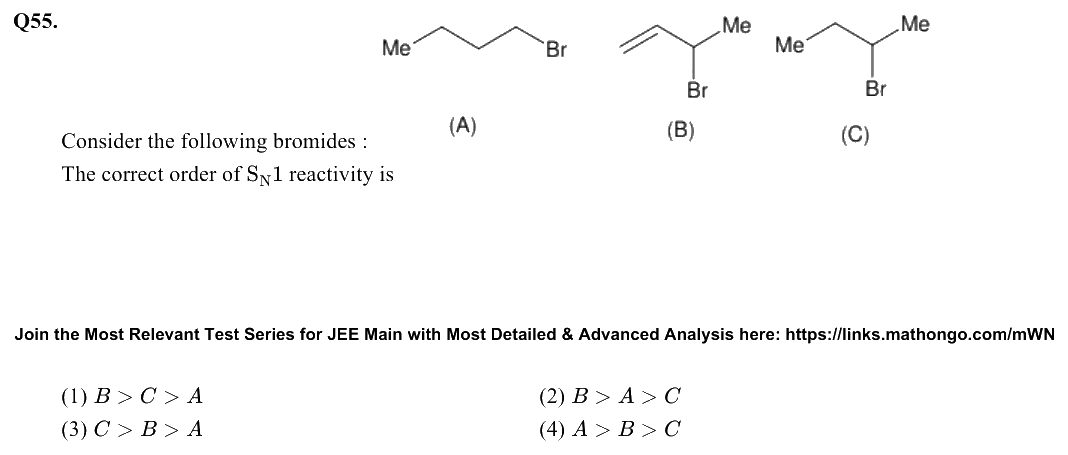 Q55.
Me Br Me Br Me Me Br
(A) (B) (C)
Consider the following bromides :
The correct order of S_N1 reactivity is
Join the Most Relevant Test Series for JEE Main with Most Detailed & Advanced Analysis here: https://links.mathongo.com/mWN
(1) B > C > A (2) B > A > C
(3) C > B > A (4) A > B > C